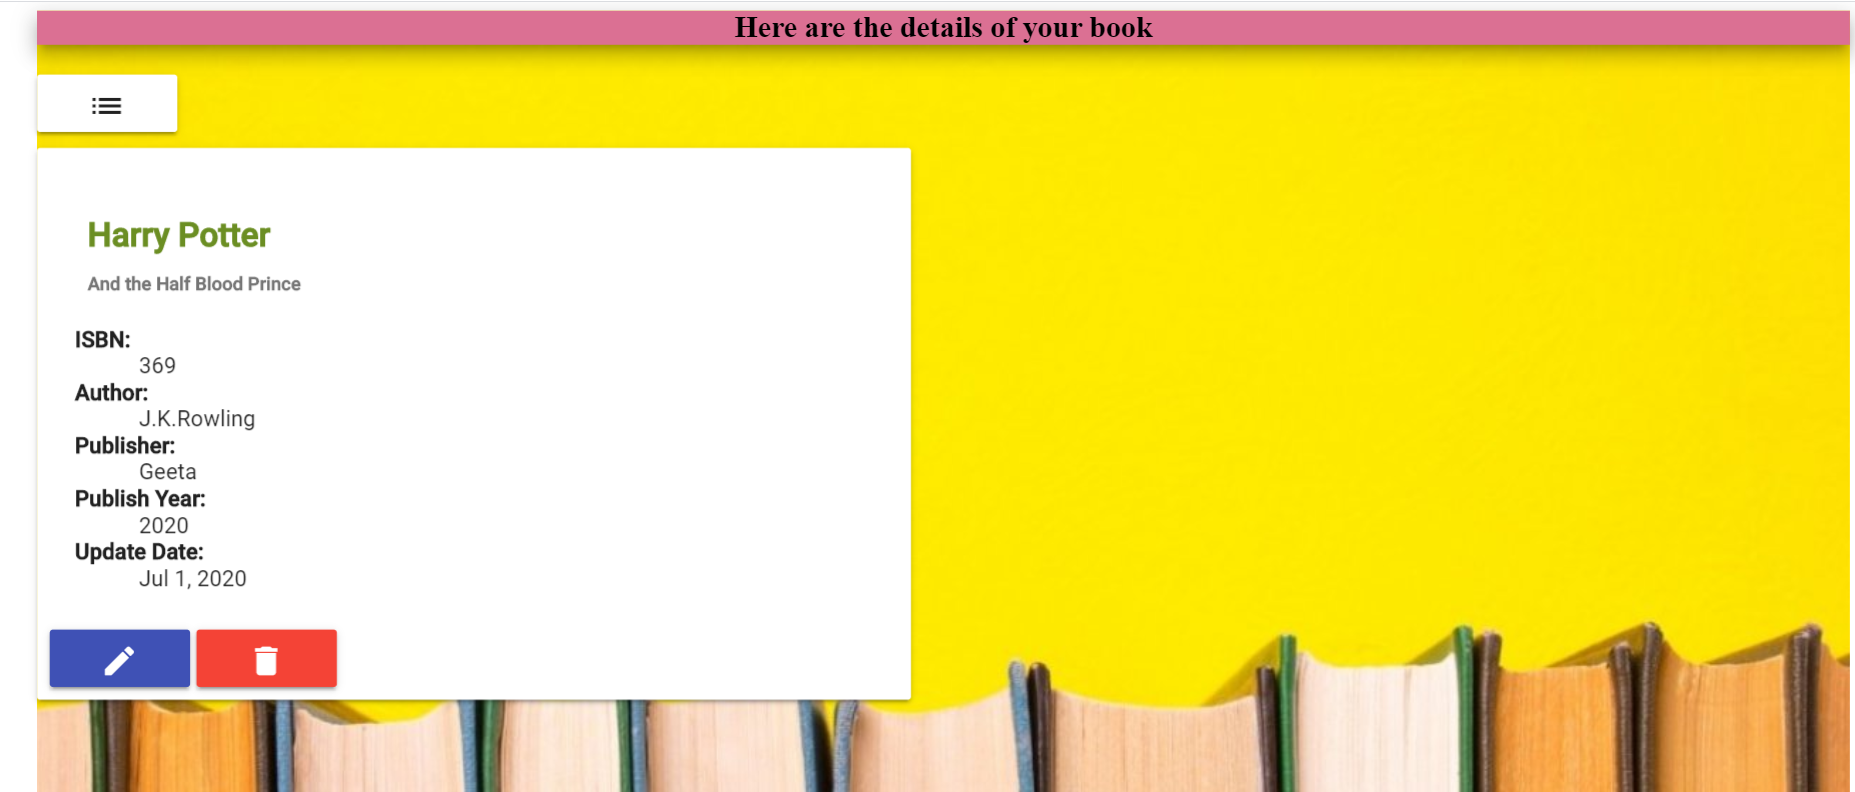 Here are the details of your book
Harry Potter
And the Half Blood Prince
ISBN:
369
Author:
J.K.Rowling
Publisher:
Geeta
Publish Year:
2020
Update Date:
Jul 1, 2020